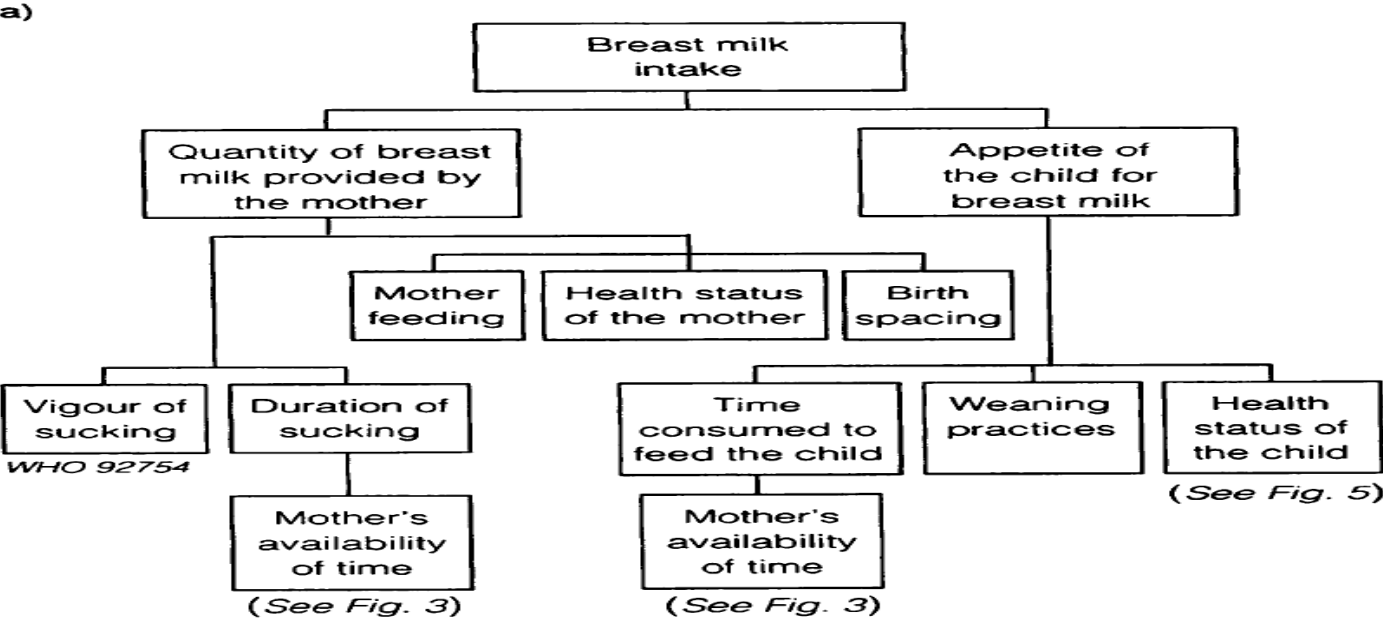 a)
Breast milk
intake
Quantity of breast
milk provided by
the mother
Appetite of
the child for
breast milk
Mother
feeding
Health status
of the mother
Birth
spacing
Vigour of
sucking
WHO 92754
Duration of
sucking
Time
consumed to
feed the child
Weaning
practices
Health
status of
the child
(See Fig. 5)
Mother's
availability
of time
(See Fig. 3)
Mother's
availability
of time
(See Fig. 3)